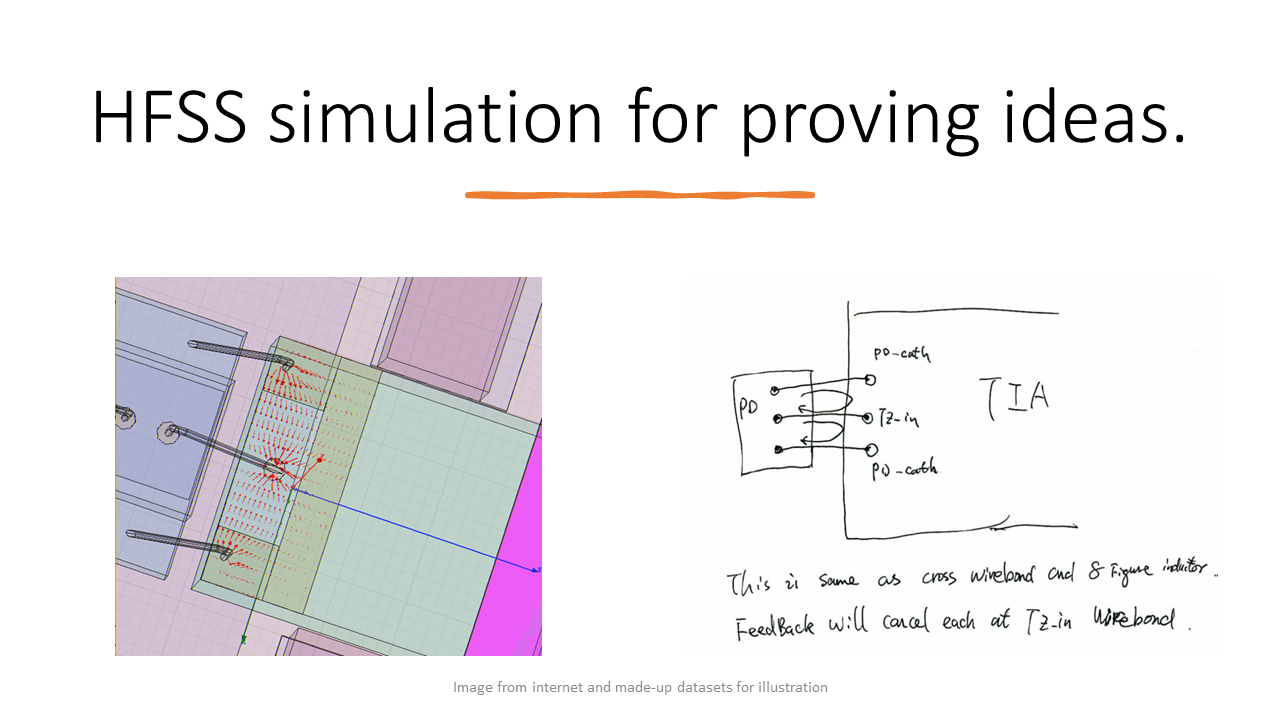 HFSS simulation for proving ideas.
PD-cath
PD
Tz-in
TIA
PD-cath
This is same as cross wirebond and 8 Figure inductor.
FeedBack will cancel each at Tz-in Wirebond.
Image from internet and made-up datasets for illustration